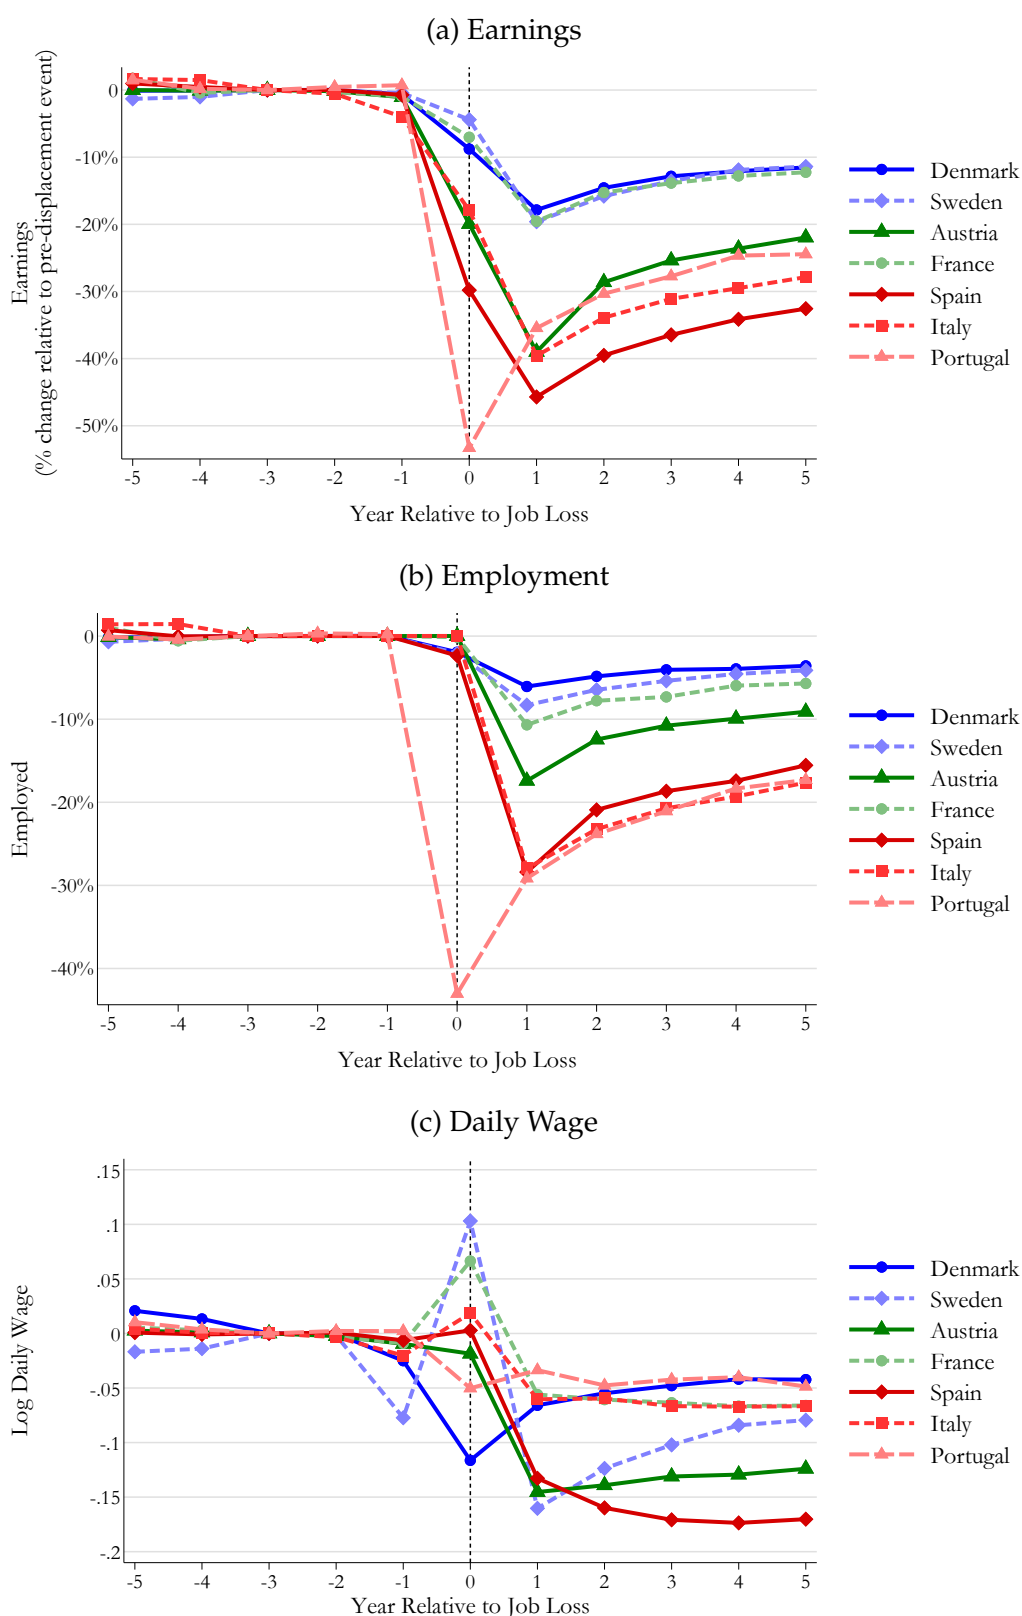 (a) Earnings
Earnings
(% change relative to pre-displacement event)
0
-10%
-20%
-30%
-40%
-50%
-5 -4 -3 -2 -1 0 1 2 3 4 5
Year Relative to Job Loss
Denmark
Sweden
Austria
France
Spain
Italy
Portugal
(b) Employment
Employed
0
-10%
-20%
-30%
-40%
-5 -4 -3 -2 -1 0 1 2 3 4 5
Year Relative to Job Loss
Denmark
Sweden
Austria
France
Spain
Italy
Portugal
(c) Daily Wage
Log Daily Wage
.15
.1
.05
0
-.05
-.1
-.15
-.2
-5 -4 -3 -2 -1 0 1 2 3 4 5
Year Relative to Job Loss
Denmark
Sweden
Austria
France
Spain
Italy
Portugal